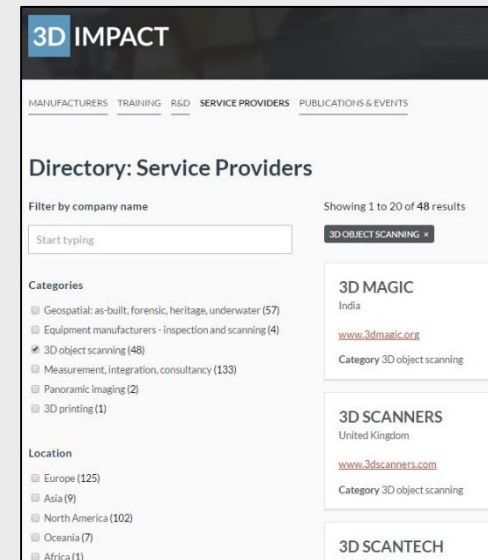 3D IMPACT
MANUFACTURERS TRAINING R&D SERVICE PROVIDERS PUBLICATIONS & EVENTS
Directory: Service Providers
Filter by company name
Start typing
Categories
Geospatial: as-built, forensic, heritage, underwater (57)
Equipment manufacturers - inspection and scanning (4)
3D object scanning (48)
Measurement, integration, consultancy (133)
Panoramic imaging (2)
3D printing (1)
Location
Europe (125)
Asia (9)
North America (102)
Oceania (7)
Africa (1)
Showing 1 to 20 of 48 results
3D OBJECT SCANNING ×
3D MAGIC
India
www.3dmagic.org
Category 3D object scanning
3D SCANNERS
United Kingdom
www.3dscanners.com
Category 3D object scanning
3D SCANTECH